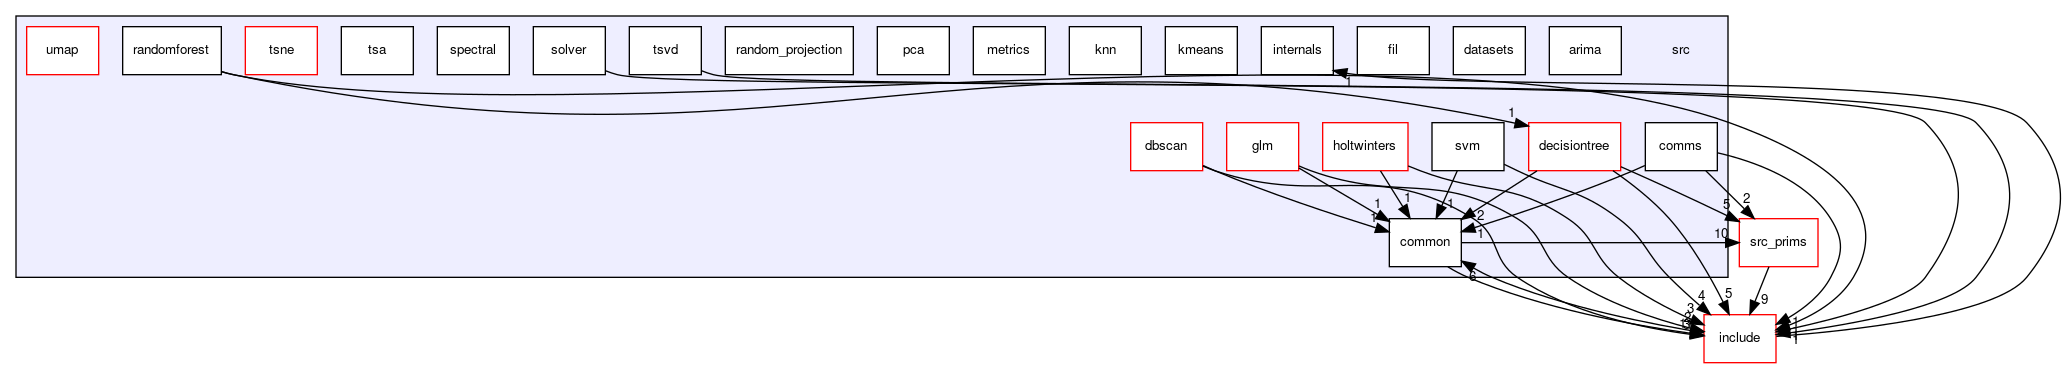 umap
randomforest
tsne
tsa
spectral
solver
tsvd
random_projection
pca
metrics
knn
kmeans
internals
fil
datasets
arima
src
1
1
dbscan
glm
holtwinters
svm
decisiontree
comms
1
1
1
1
2
5
2
1
common
1
10
src_prims
6
4
5
9
3
2
1
1
include